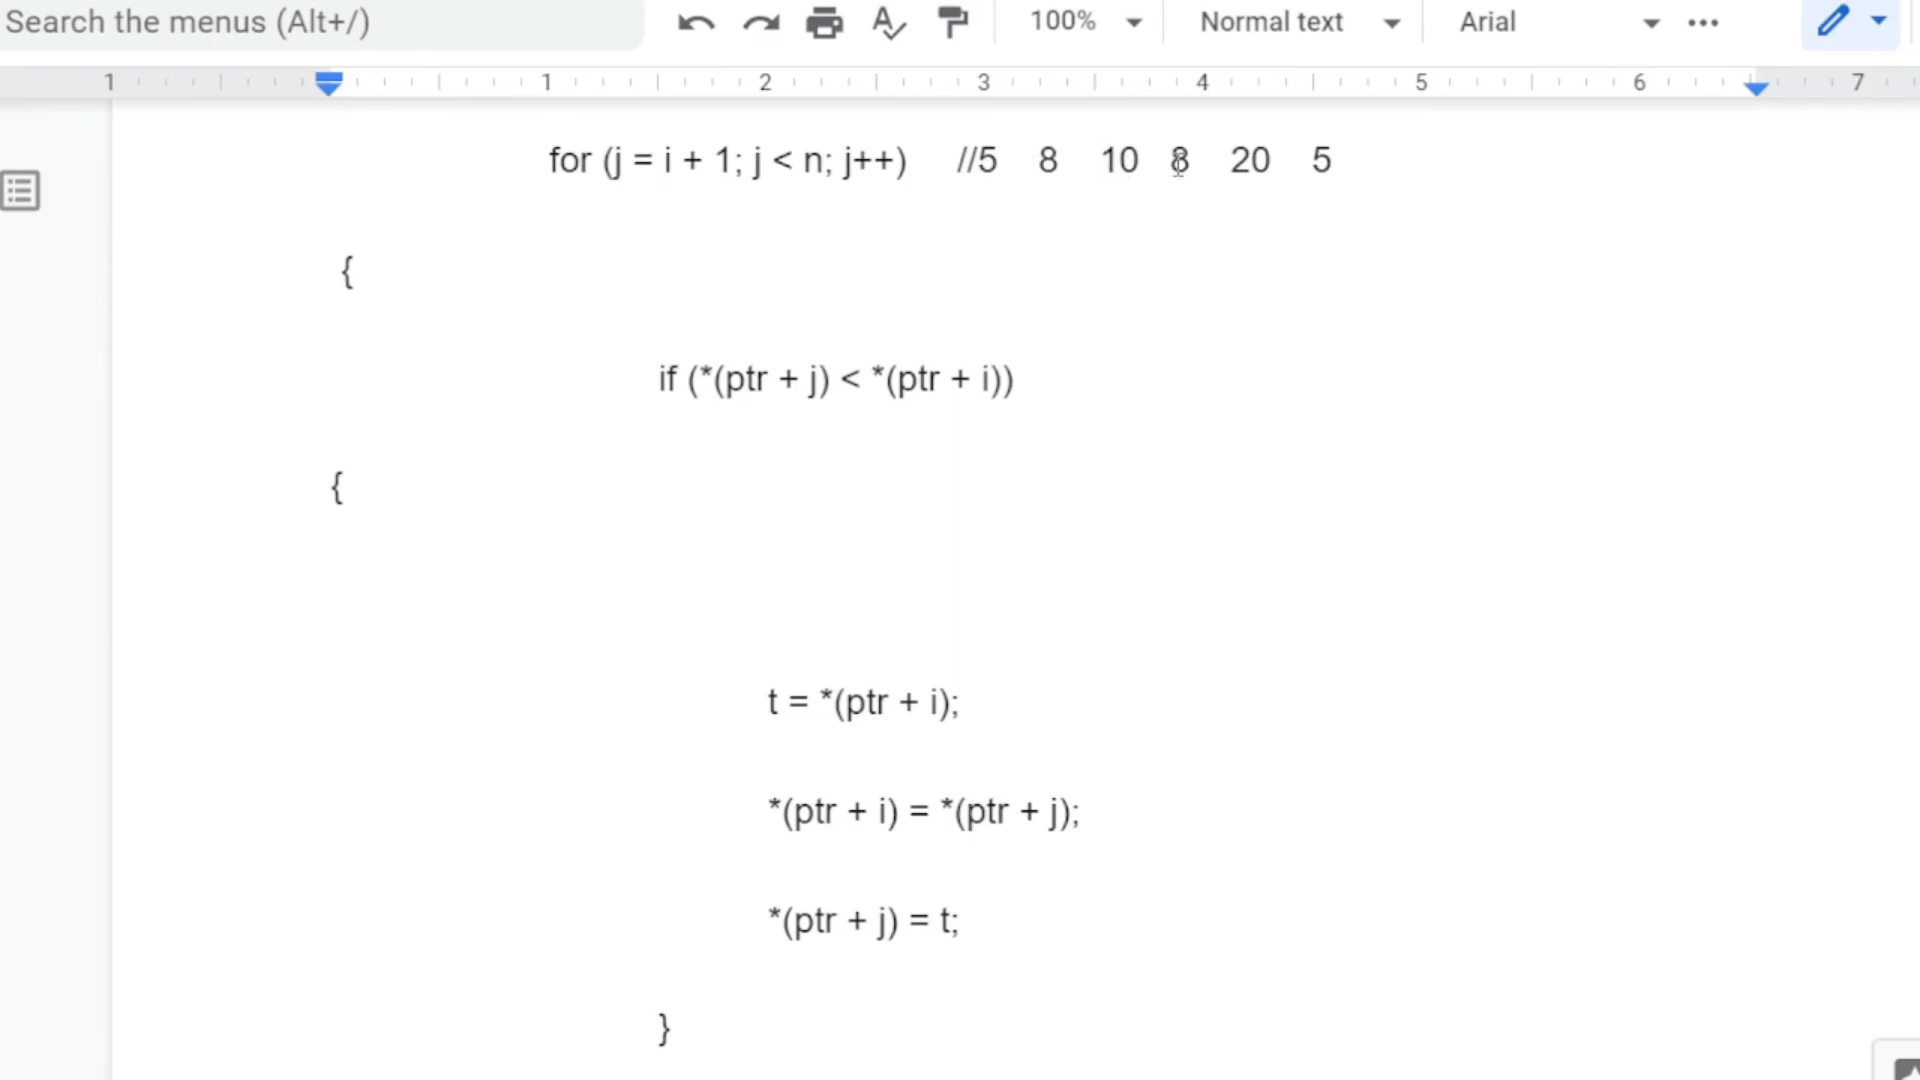 Search the menus (Alt+/) 100% Normal text Arial
1 1 2 3 4 5 6 7
for (j = i + 1; j < n; j++) //5 8 10 8 20 5
{
if (*(ptr + j) < *(ptr + i))
{
t = *(ptr + i);
*(ptr + i) = *(ptr + j);
*(ptr + j) = t;
}